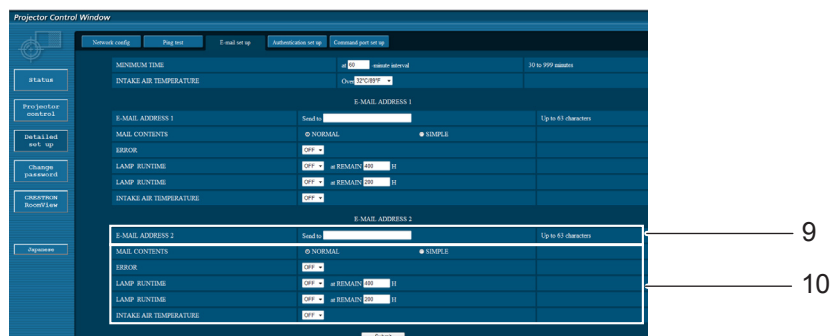 Projector Control Window
Network config Ping test E-mail set up Authentication set up Command port set up
Status
Projector control
Detailed set up
Change password
CRESTRON RoomView
Japanese
MINIMUM TIME at 60 -minute interval 30 to 999 minutes
INTAKE AIR TEMPERATURE Over 32°C/89°F
E-MAIL ADDRESS 1
E-MAIL ADDRESS 1 Send to Up to 63 characters
MAIL CONTENTS NORMAL SIMPLE
ERROR OFF
LAMP RUNTIME OFF at REMAIN 400 H
LAMP RUNTIME OFF at REMAIN 200 H
INTAKE AIR TEMPERATURE OFF
E-MAIL ADDRESS 2
E-MAIL ADDRESS 2 Send to Up to 63 characters 9
MAIL CONTENTS NORMAL SIMPLE
ERROR OFF
LAMP RUNTIME OFF at REMAIN 400 H 10
LAMP RUNTIME OFF at REMAIN 200 H
INTAKE AIR TEMPERATURE OFF